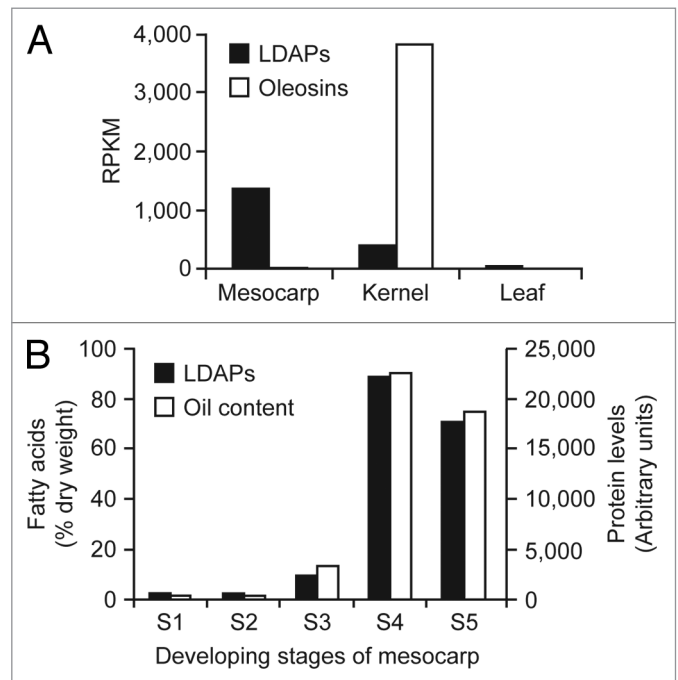 A
4,000
3,000
2,000
1,000
0
RPKM
LDAPs
Oleosins
Mesocarp Kernel Leaf
B
100
80
60
40
20
0
Fatty acids
(% dry weight)
LDAPs
Oil content
25,000
20,000
15,000
10,000
5,000
0
Protein levels
(Arbitrary units)
S1 S2 S3 S4 S5
Developing stages of mesocarp